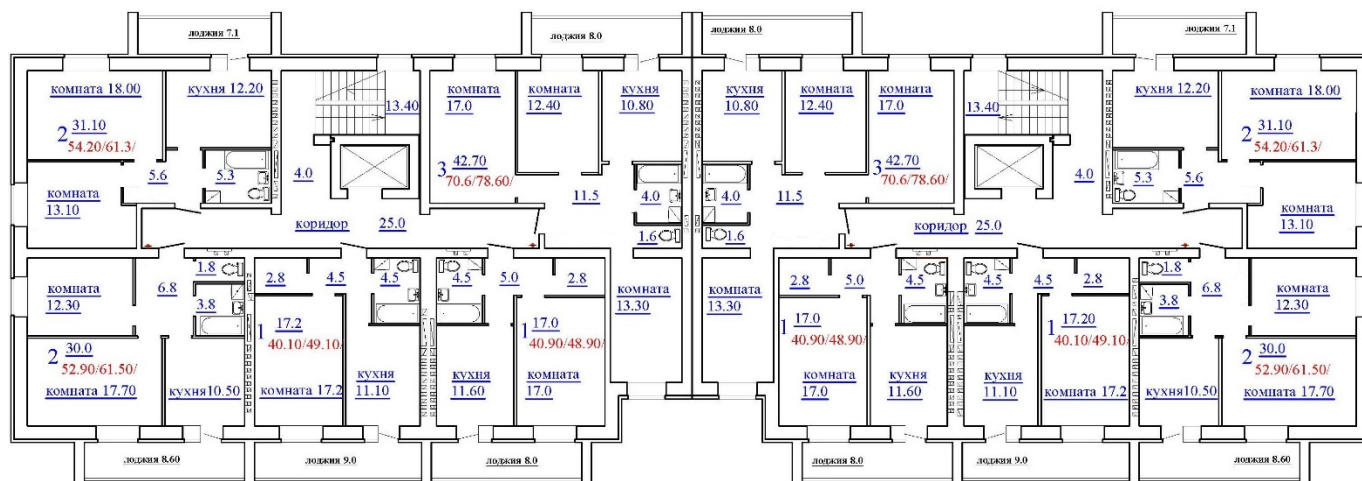 лоджия 7.1
лоджия 8.0
лоджия 8.0
лоджия 7.1
комната 18.00
кухня 12.20
13.40
комната
17.0
комната
12.40
кухня
10.80
кухня
10.80
комната
12.40
комната
17.0
13.40
кухня 12.20
комната 18.00
2 31.10
54.20/61.3/
3 42.70
70.6/78.60/
3 42.70
70.6/78.60/
2 31.10
54.20/61.3/
5.6
5.3
4.0
11.5
4.0
4.0
11.5
4.0
5.3
5.6
комната
13.10
коридор 25.0
1.6
1.6
коридор 25.0
комната
13.10
комната
12.30
6.8
1.8
3.8
2.8
4.5
4.5
4.5
5.0
2.8
комната
13.30
комната
13.30
2.8
5.0
4.5
4.5
4.5
2.8
1.8
3.8
6.8
комната
12.30
2 30.0
52.90/61.50/
комната 17.70
кухня10.50
1 17.2
40.10/49.10/
комната 17.2
кухня
11.10
кухня
11.60
1 17.0
40.90/48.90/
комната
17.0
1 17.0
40.90/48.90/
комната
17.0
кухня
11.60
кухня
11.10
1 17.20
40.10/49.10/
комната 17.2
кухня10.50
2 30.0
52.90/61.50/
комната 17.70
лоджия 8.60
лоджия 9.0
лоджия 8.0
лоджия 8.0
лоджия 9.0
лоджия 8.60